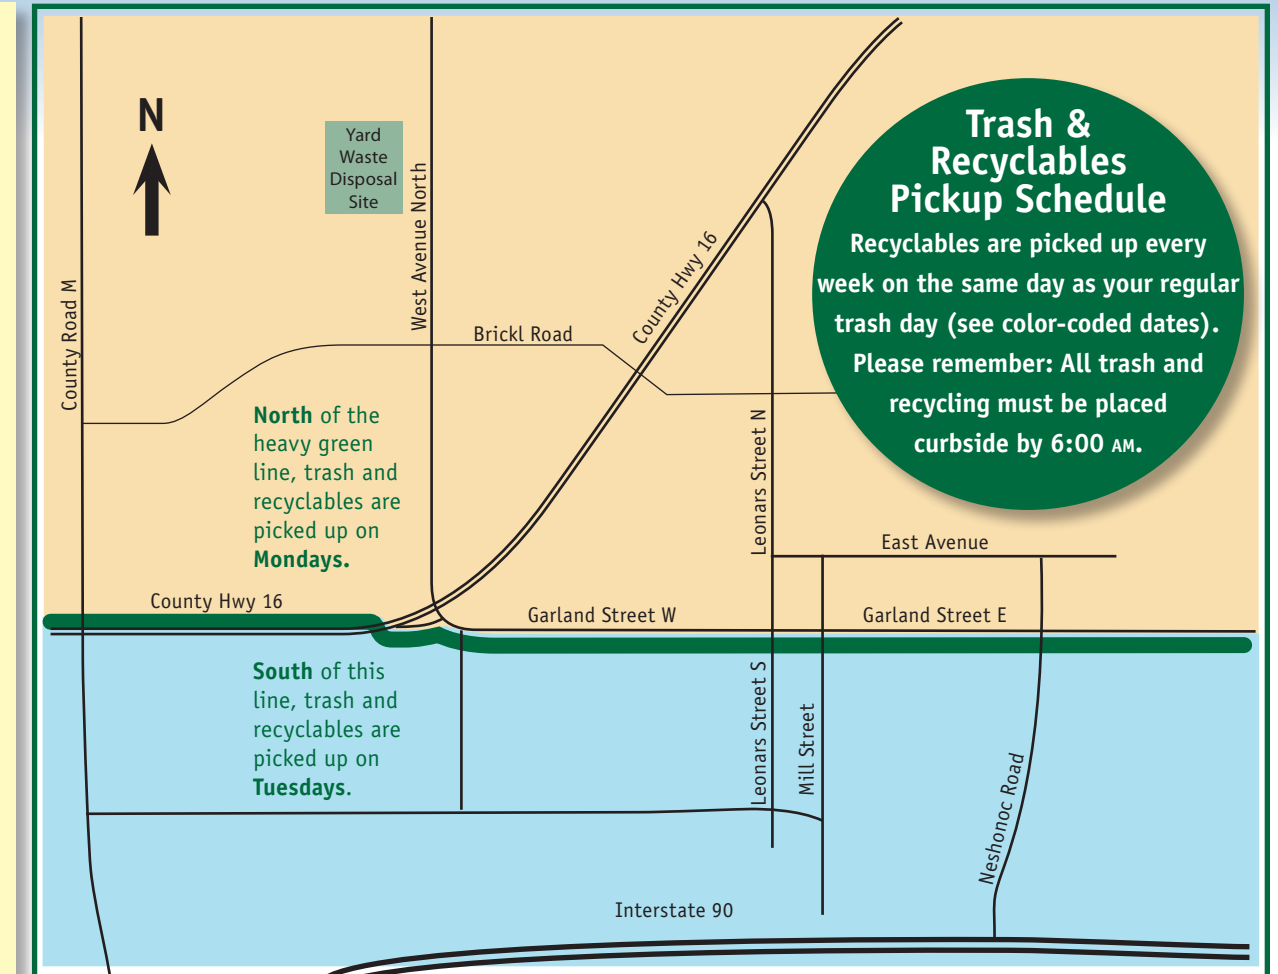 N
Yard
Waste
Disposal
Site
West Avenue North
County Road M
County Hwy 16
Brickl Road
Trash &
Recyclables
Pickup Schedule
Recyclables are picked up every
week on the same day as your regular
trash day (see color-coded dates).
Please remember: All trash and
recycling must be placed
curbside by 6:00 AM.
North of the
heavy green
line, trash and
recyclables are
picked up on
Mondays.
Leonars Street N
East Avenue
County Hwy 16
Garland Street W
Garland Street E
South of this
line, trash and
recyclables are
picked up on
Tuesdays.
Leonars Street S
Mill Street
Neshonoc Road
Interstate 90